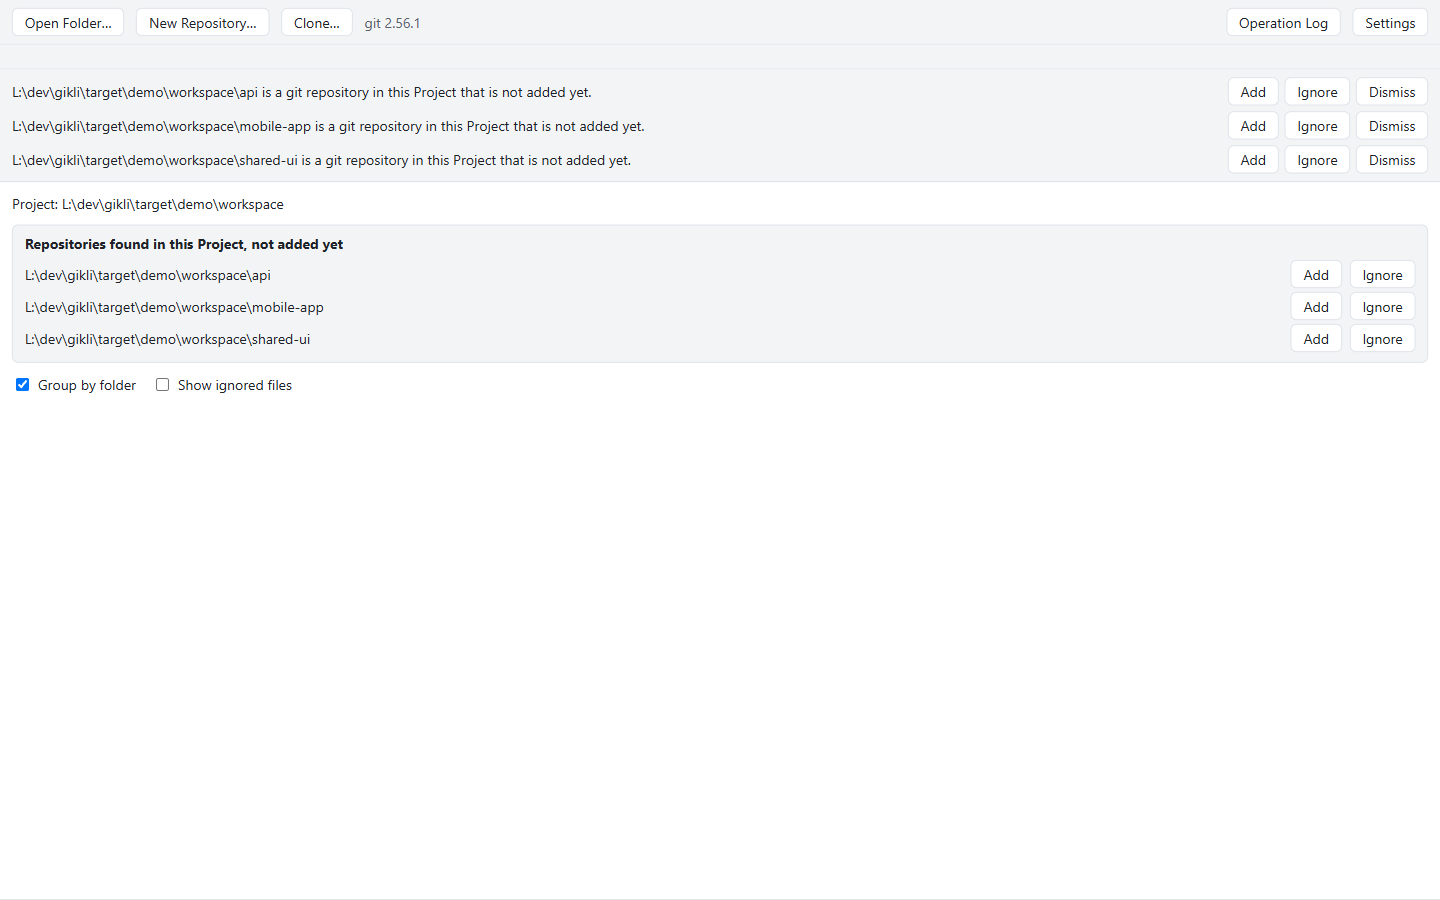 Open Folder... New Repository... Clone... git 2.56.1 Operation Log Settings
L:\dev\gikli\target\demo\workspace\api is a git repository in this Project that is not added yet. Add Ignore Dismiss
L:\dev\gikli\target\demo\workspace\mobile-app is a git repository in this Project that is not added yet. Add Ignore Dismiss
L:\dev\gikli\target\demo\workspace\shared-ui is a git repository in this Project that is not added yet. Add Ignore Dismiss
Project: L:\dev\gikli\target\demo\workspace
Repositories found in this Project, not added yet
L:\dev\gikli\target\demo\workspace\api Add Ignore
L:\dev\gikli\target\demo\workspace\mobile-app Add Ignore
L:\dev\gikli\target\demo\workspace\shared-ui Add Ignore
Group by folder Show ignored files